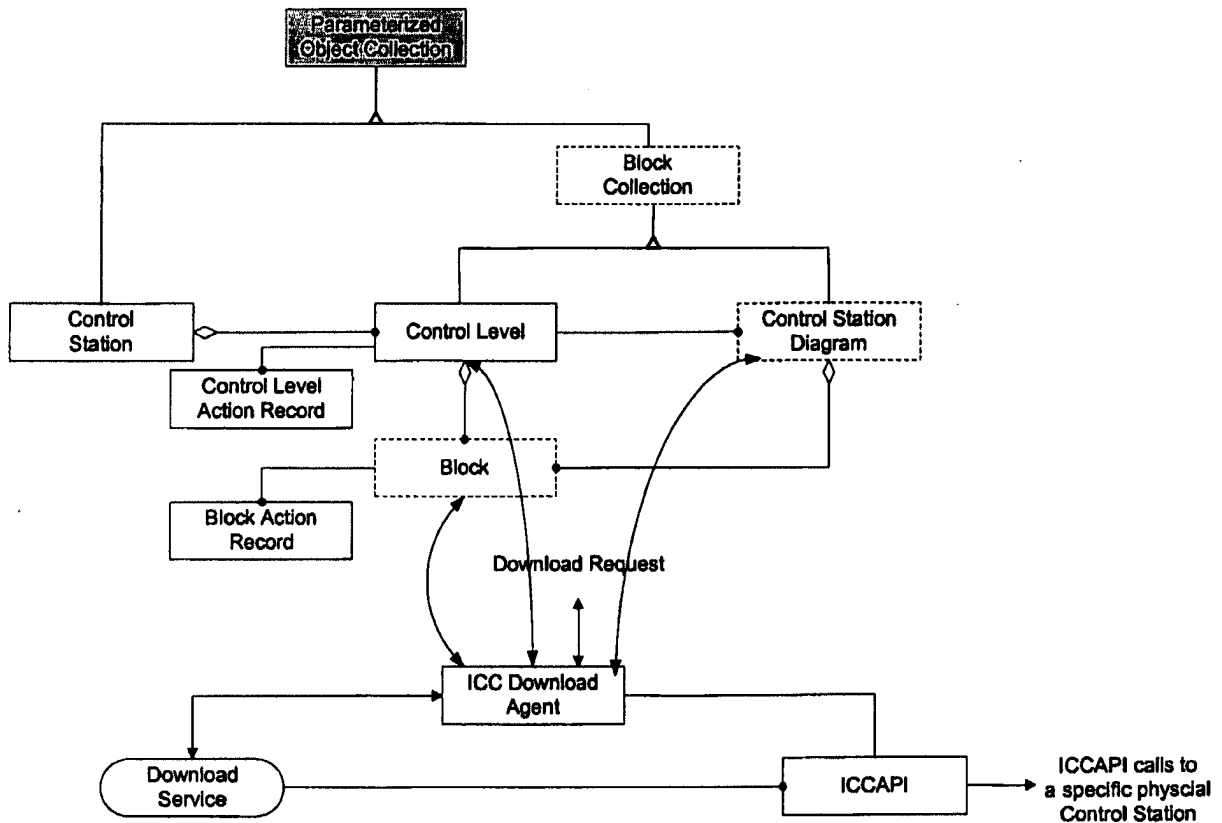 Parameterized
Object Collection
Block
Collection
Control
Station
Control Level
Control Station
Diagram
Control Level
Action Record
Block
Block Action
Record
Download Request
ICC Download
Agent
Download
Service
ICCAPI
ICCAPI calls to
a specific physcial
Control Station